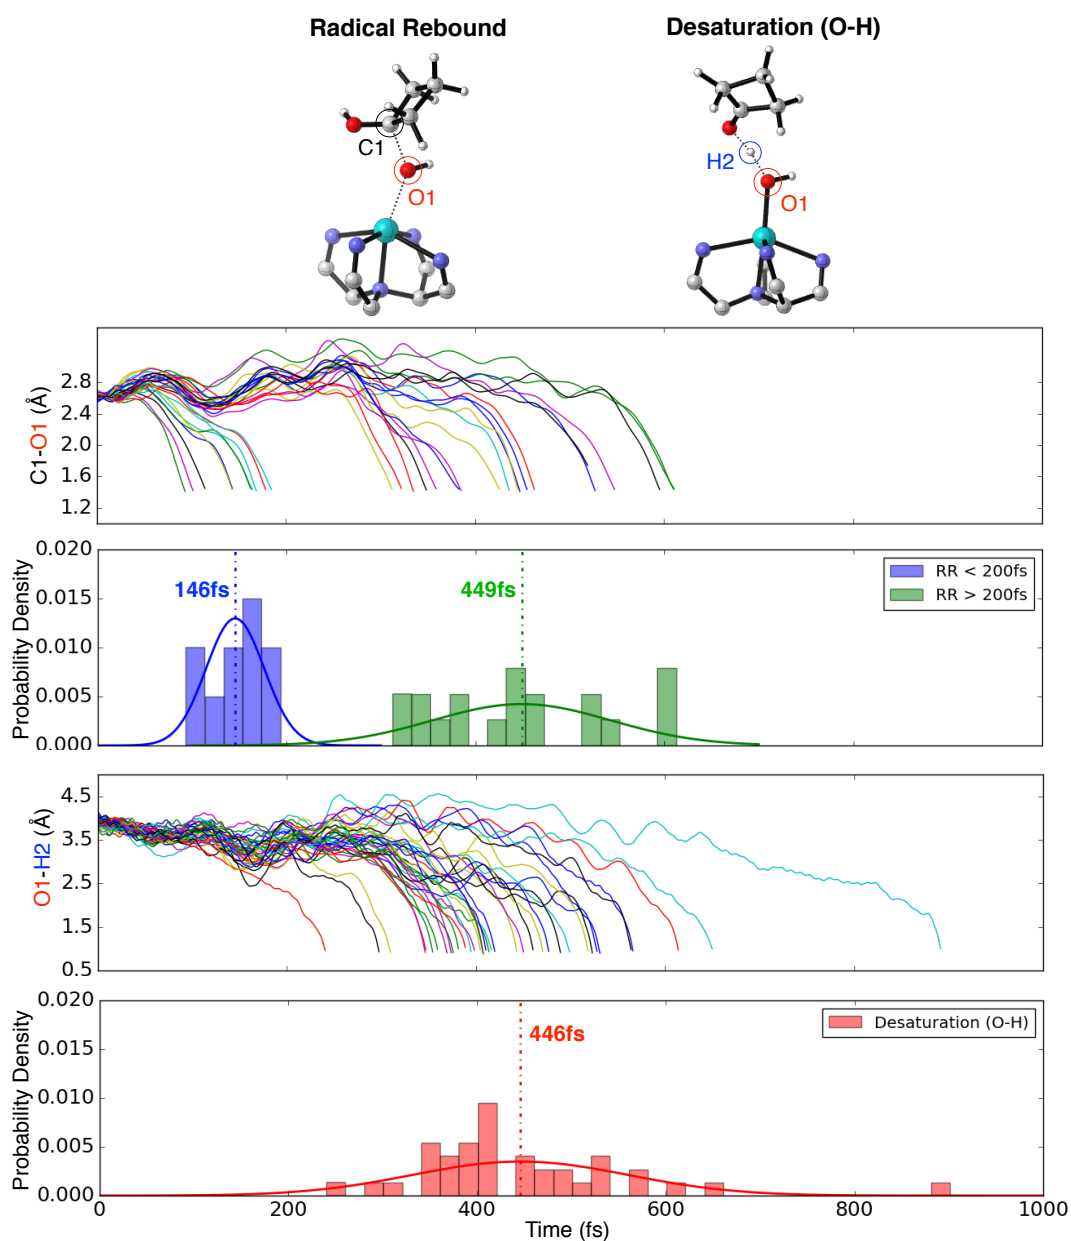 Radical Rebound
Desaturation (O-H)
C1
O1
H2
O1
C1-O1 (Å)
2.8
2.4
2.0
1.6
1.2
Probability Density
0.020
0.015
0.010
0.005
0.000
146fs
449fs
RR < 200fs
RR > 200fs
O1-H2 (Å)
4.5
3.5
2.5
1.5
0.5
Probability Density
0.020
0.015
0.010
0.005
0.000
446fs
Desaturation (O-H)
0
200
400
600
800
1000
Time (fs)